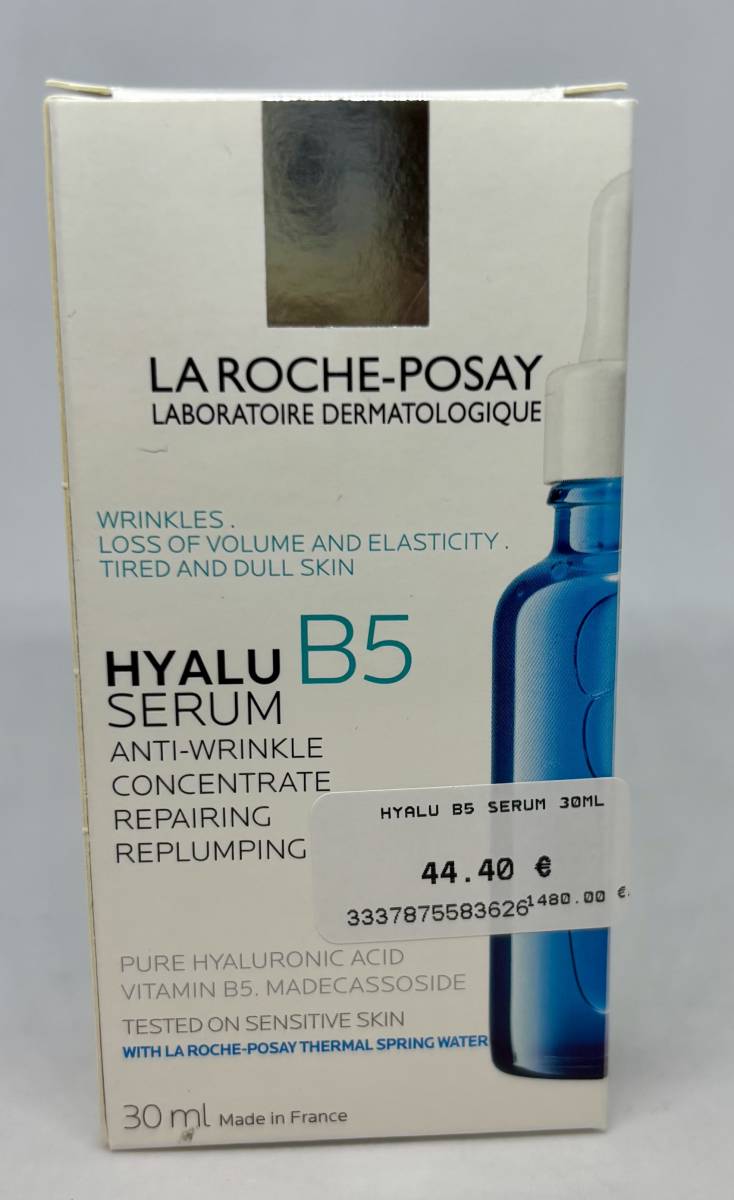 LA ROCHE-POSAY
LABORATOIRE DERMATOLOGIQUE
WRINKLES.
LOSS OF VOLUME AND ELASTICITY.
TIRED AND DULL SKIN
HYALU B5
SERUM
ANTI-WRINKLE
CONCENTRATE
REPAIRING
REPLUMPING
HYALU B5 SERUM 30ML
44.40 €
3337875583626 1480.00 €
PURE HYALURONIC ACID
VITAMIN B5. MADECASSOSIDE
TESTED ON SENSITIVE SKIN
WITH LA ROCHE-POSAY THERMAL SPRING WATER
30 ml Made in France